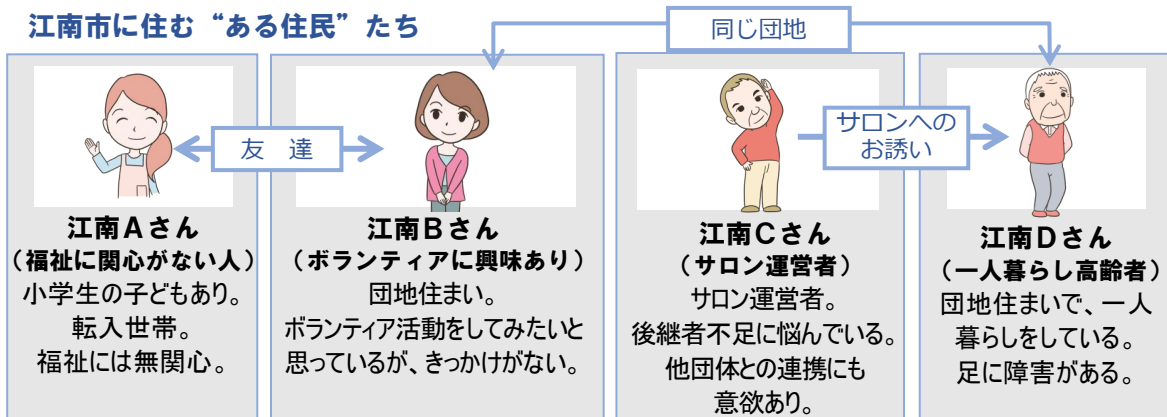 江南市に住む“ある住民”たち
同じ団地
友 達
サロンへの
お誘い
江南Aさん
(福祉に関心がない人)
小学生の子どもあり。
転入世帯。
福祉には無関心。
江南Bさん
(ボランティアに興味あり)
団地住まい。
ボランティア活動をしてみたいと
思っているが、きっかけがない。
江南Cさん
(サロン運営者)
サロン運営者。
後継者不足に悩んでいる。
他団体との連携にも
意欲あり。
江南Dさん
(一人暮らし高齢者)
団地住まいで、一人
暮らしをしている。
足に障害がある。